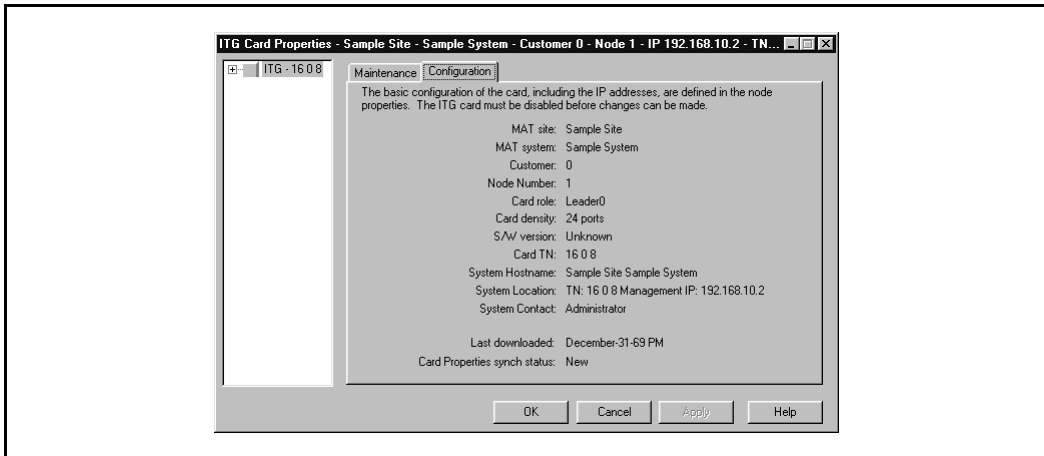 ITG Card Properties - Sample Site - Sample System - Customer 0 - Node 1 - IP 192.168.10.2 - TN...
ITG - 16 0 8
Maintenance
Configuration
The basic configuration of the card, including the IP addresses, are defined in the node
properties. The ITG card must be disabled before changes can be made.
MAT site: Sample Site
MAT system: Sample System
Customer: 0
Node Number: 1
Card role: Leader0
Card density: 24 ports
S/W version: Unknown
Card TN: 16 0 8
System Hostname: Sample Site Sample System
System Location: TN: 16 0 8 Management IP: 192.168.10.2
System Contact: Administrator
Last downloaded: December-31-69 PM
Card Properties synch status: New
OK
Cancel
Apply
Help